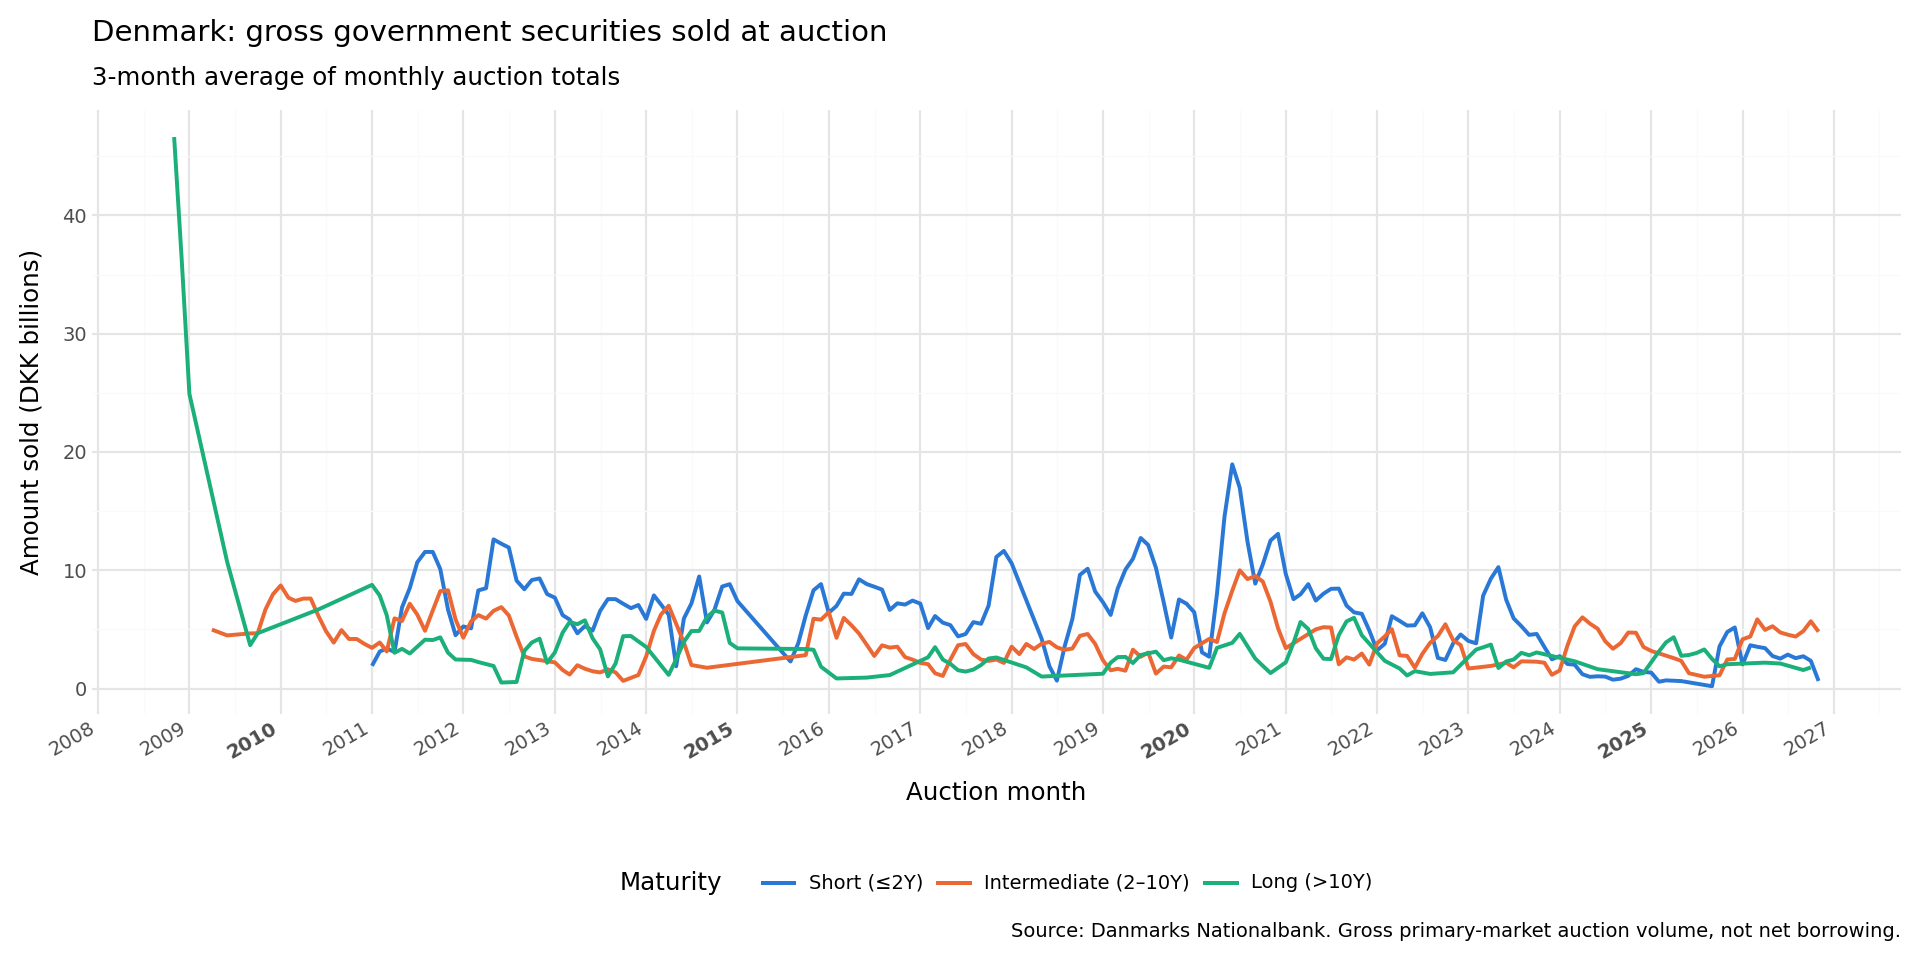 Denmark: gross government securities sold at auction
3-month average of monthly auction totals
Amount sold (DKK billions)
40
30
20
10
0
2008 2009 2010 2011 2012 2013 2014 2015 2016 2017 2018 2019 2020 2021 2022 2023 2024 2025 2026 2027
Auction month
Maturity Short (≤2Y) Intermediate (2–10Y) Long (>10Y)
Source: Danmarks Nationalbank. Gross primary-market auction volume, not net borrowing.